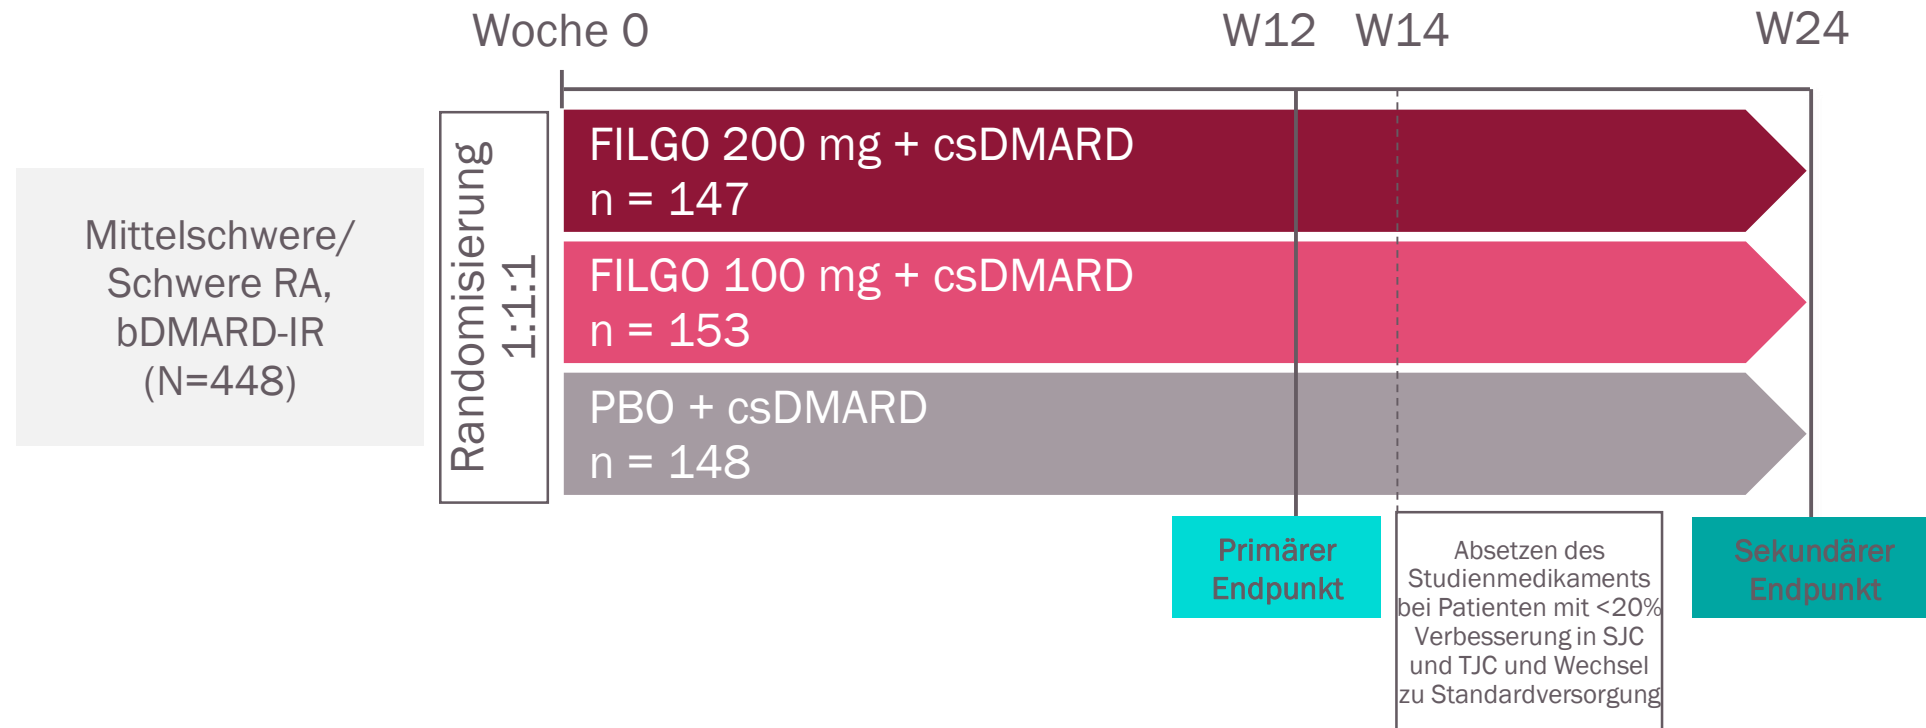 Woche 0
W12
W14
W24
Mittelschwere/
Schwere RA,
bDMARD-IR
(N=448)
Randomisierung
1:1:1
FILGO 200 mg + csDMARD
n = 147
FILGO 100 mg + csDMARD
n = 153
PBO + csDMARD
n = 148
Primärer
Endpunkt
Absetzen des
Studienmedikaments
bei Patienten mit <20%
Verbesserung in SJC
und TJC und Wechsel
zu Standardversorgung
Sekundärer
Endpunkt